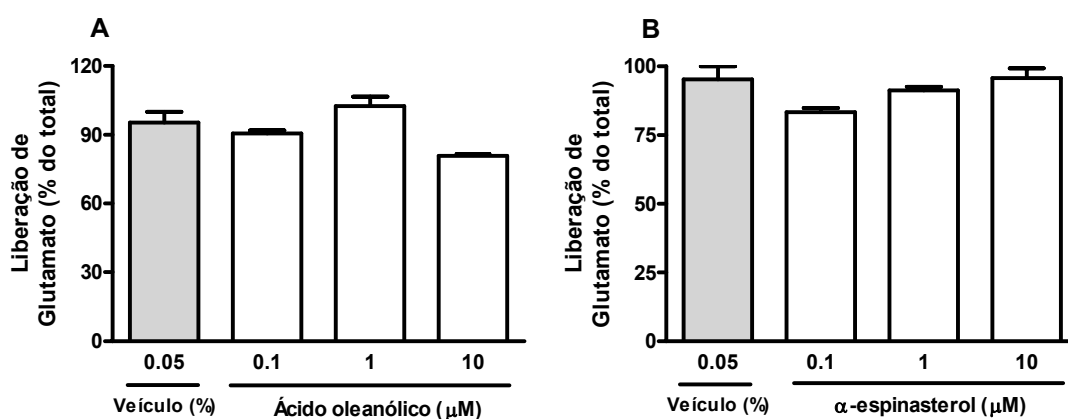 A
Liberação de
Glutamato (% do total)
120
90
60
30
0
0.05
0.1
1
10
Veículo (%)
Ácido oleanólico (μM)
B
Liberação de
Glutamato (% do total)
100
75
50
25
0
0.05
0.1
1
10
Veículo (%)
α-espinasterol (μM)